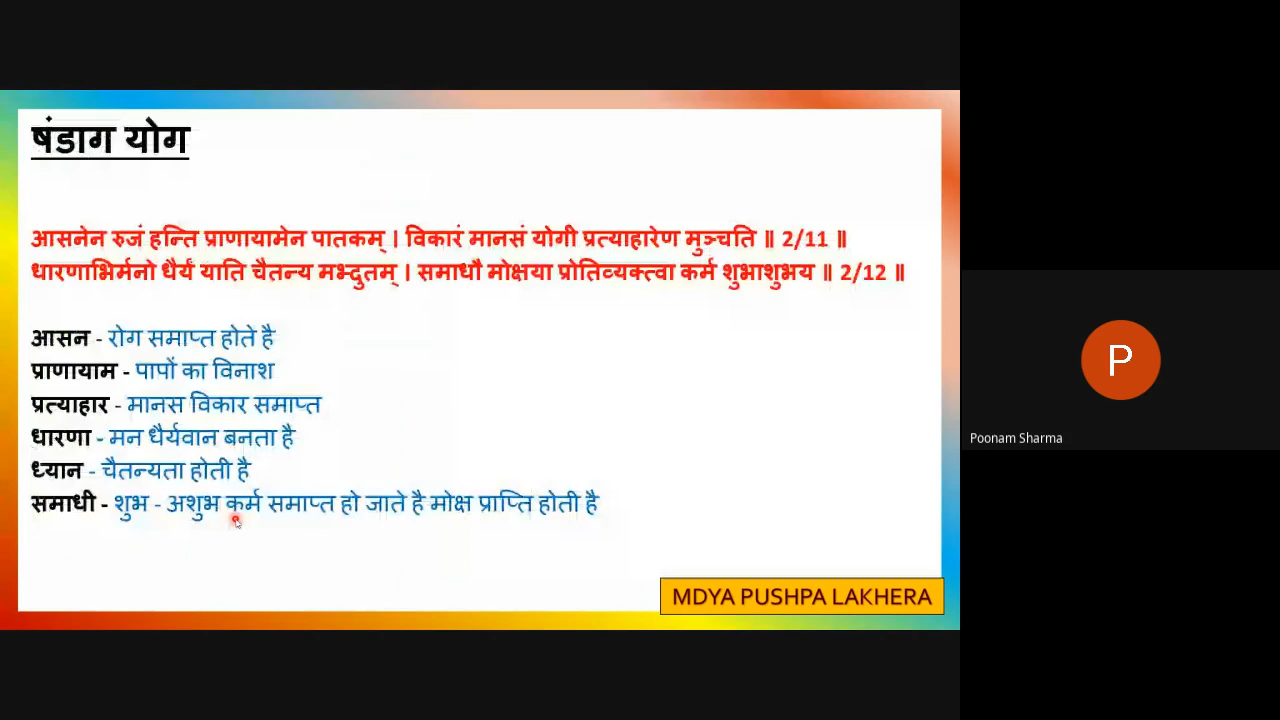 षंडाग योग
आसनेन रुजं हन्ति प्राणायामेन पातकम् | विकारं मानसं योगी प्रत्याहारेण मुञ्चति ॥ 2/11 ॥
धारणाभिर्मनो धैर्यं याति चैतन्य मभ्दुतम् | समाधौ मोक्षया प्रोतिव्यक्त्वा कर्म शुभाशुभय ॥ 2/12 ॥
आसन - रोग समाप्त होते है
प्राणायाम - पापों का विनाश
प्रत्याहार - मानस विकार समाप्त
धारणा - मन धैर्यवान बनता है
ध्यान - चैतन्यता होती है
समाधी - शुभ - अशुभ कर्म समाप्त हो जाते है मोक्ष प्राप्ति होती है
MDYA PUSHPA LAKHERA
P
Poonam Sharma